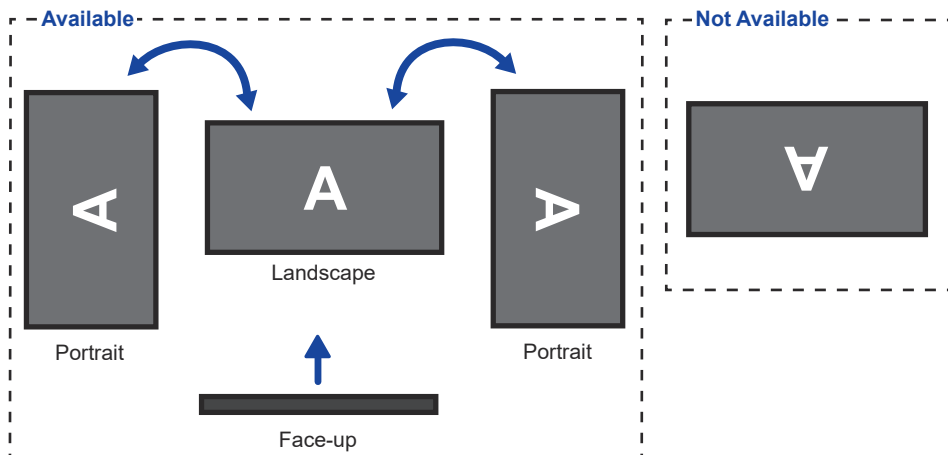 Available
Not Available
A
A
A
A
Landscape
Portrait
Portrait
Face-up